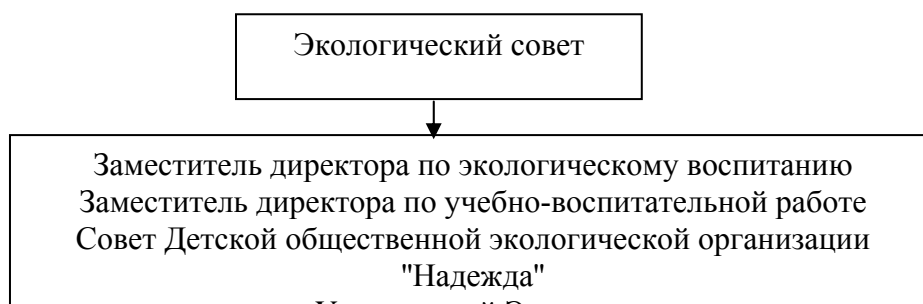 Экологический совет
Заместитель директора по экологическому воспитанию
Заместитель директора по учебно-воспитательной работе
Совет Детской общественной экологической организации
"Надежда"